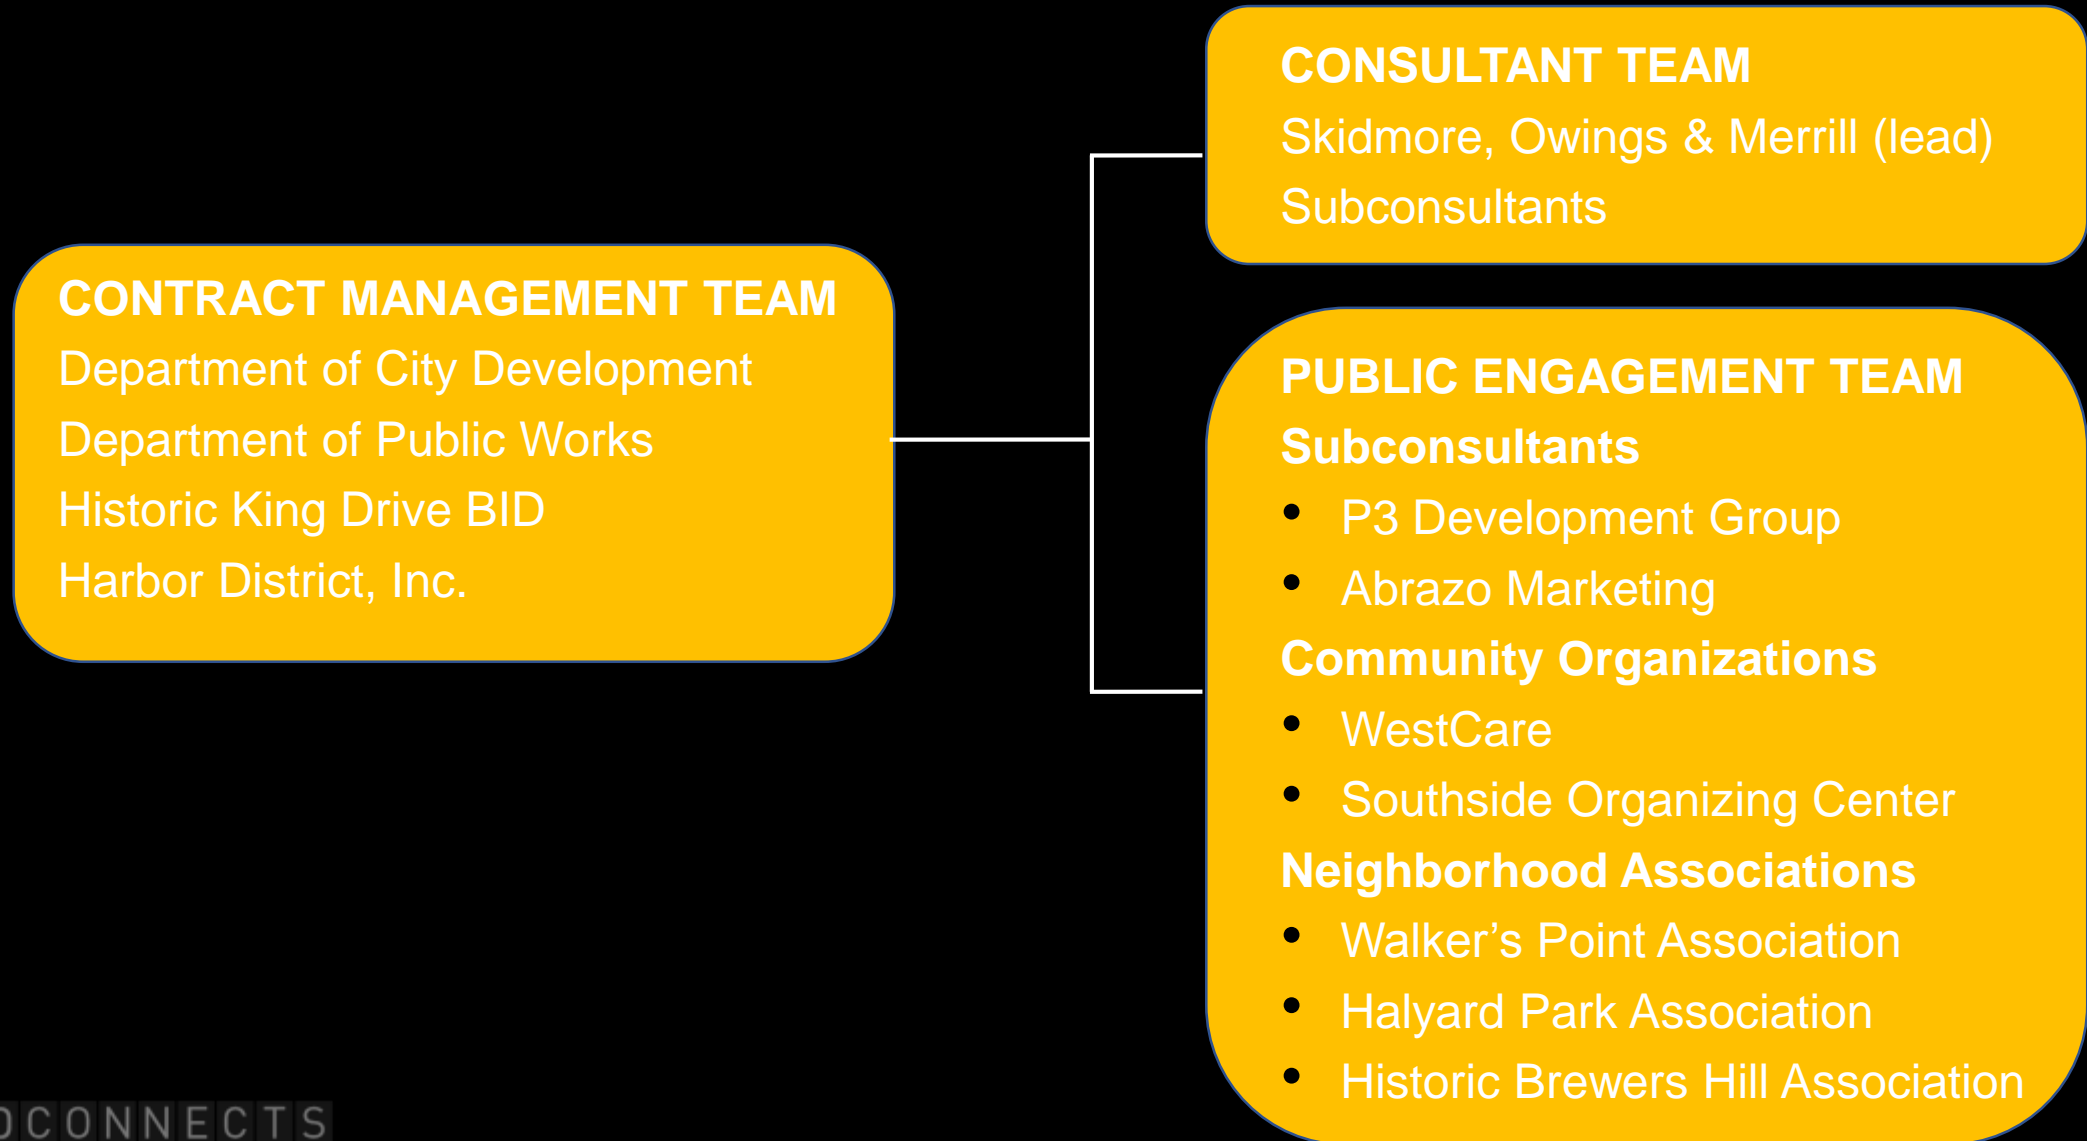 CONTRACT MANAGEMENT TEAM
Department of City Development
Department of Public Works
Historic King Drive BID
Harbor District, Inc.
CONSULTANT TEAM
Skidmore, Owings & Merrill (lead)
Subconsultants
PUBLIC ENGAGEMENT TEAM
Subconsultants
• P3 Development Group
• Abrazo Marketing
Community Organizations
• WestCare
• Southside Organizing Center
Neighborhood Associations
• Walker’s Point Association
• Halyard Park Association
• Historic Brewers Hill Association
OCONNECTS